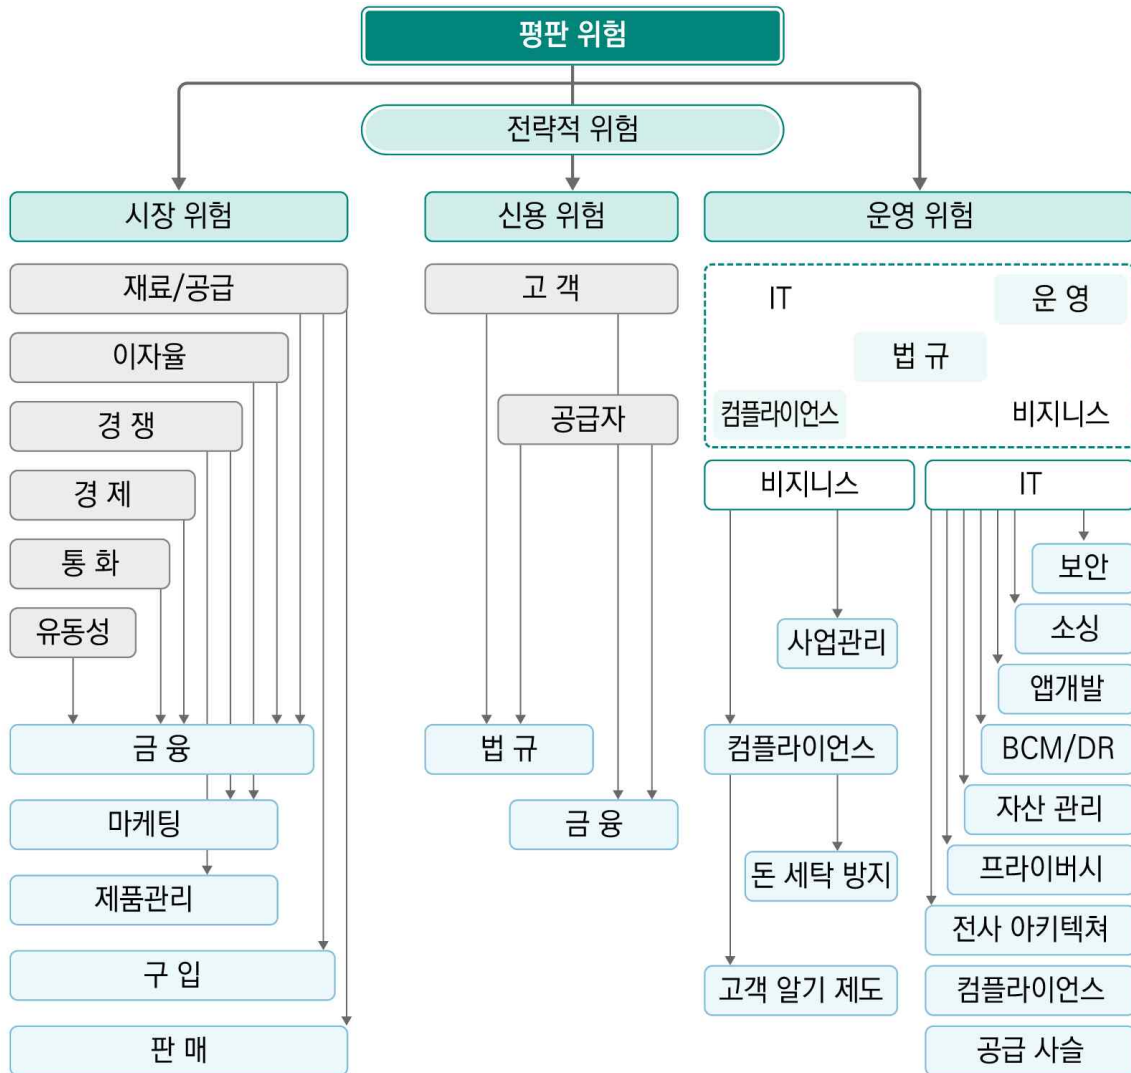 평판 위험
전략적 위험
시장 위험
재료/공급
이자율
경 쟁
경 제
통 화
유동성
금 융
마케팅
제품관리
구 입
판 매
신용 위험
고 객
공급자
법 규
금 융
운영 위험
IT
운 영
법 규
컴플라이언스
비지니스
비지니스
사업관리
컴플라이언스
돈 세탁 방지
고객 알기 제도
IT
보안
소싱
앱개발
BCM/DR
자산 관리
프라이버시
전사 아키텍쳐
컴플라이언스
공급 사슬